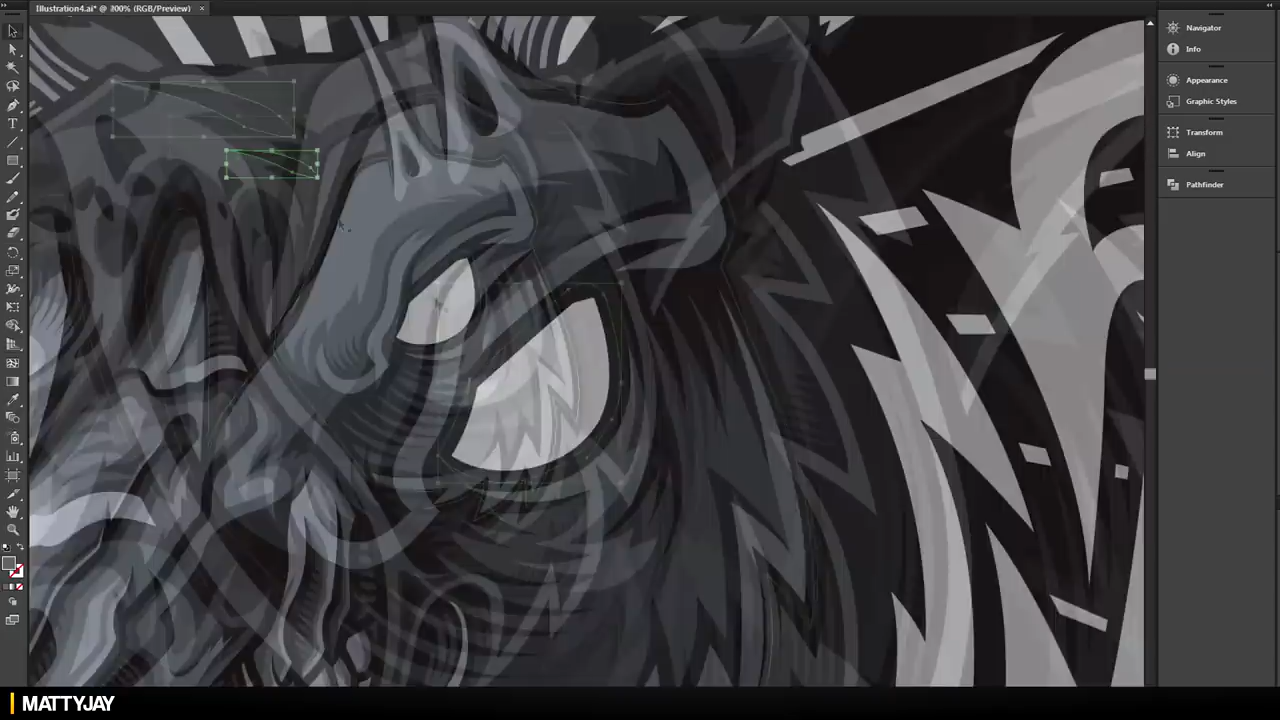 Illustration4.ai* @ 300% (RGB/Preview)
Navigator
Info
Appearance
Graphic Styles
Transform
Align
Pathfinder
MATTYJAY